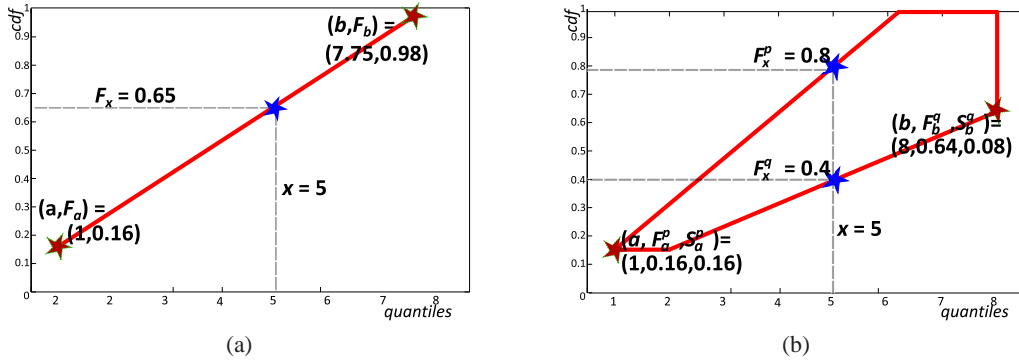 cdf
1
0.9
0.8
0.7
0.6
0.5
0.4
0.3
0.2
0.1
0
(b,F_b) =
(7.75,0.98)
F_x = 0.65
x = 5
(a,F_a) =
(1,0.16)
2 2 3 4 5 6 7 8
quantiles
(a)
cdf
1
0.9
0.8
0.7
0.6
0.5
0.4
0.3
0.2
0.1
0
F_x^p = 0.8
(b, F_b^q ,S_b^q )=
(8,0.64,0.08)
F_x^q = 0.4
x = 5
(a, F_a^p ,S_a^p )=
(1,0.16,0.16)
1 2 3 4 5 6 7 8
quantiles
(b)